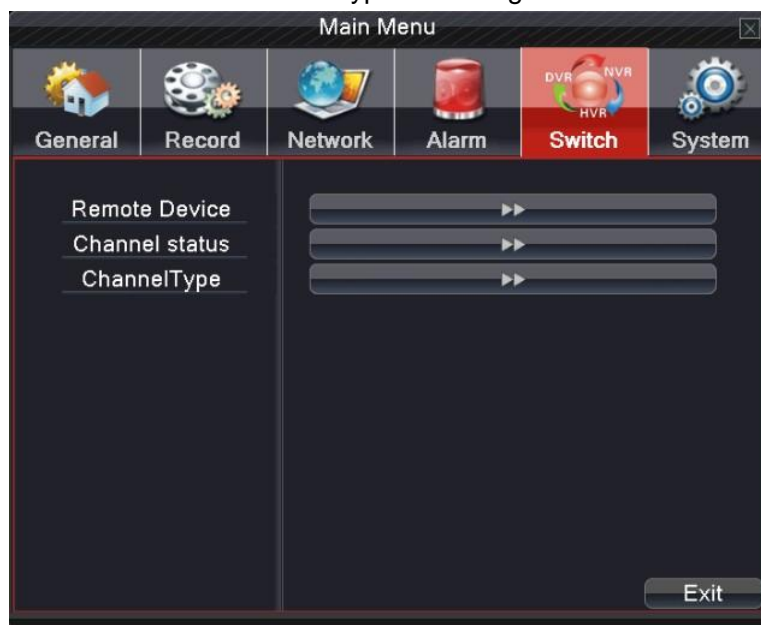 Main Menu
DVR NVR
HVR
General Record Network Alarm Switch System
Remote Device
Channel status
ChannelType
Exit